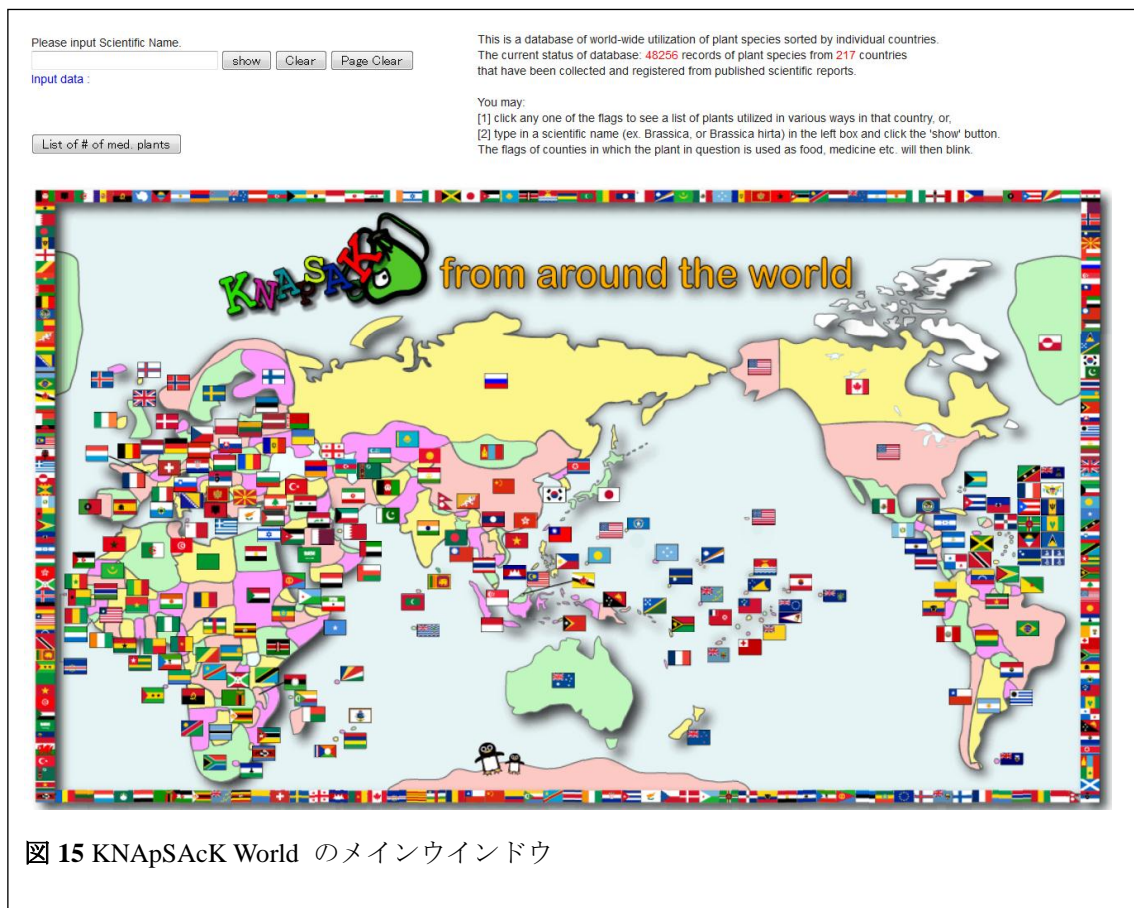 Please input Scientific Name.
show Clear Page Clear
Input data :
List of # of med. plants
This is a database of world-wide utilization of plant species sorted by individual countries.
The current status of database: 48256 records of plant species from 217 countries
that have been collected and registered from published scientific reports.
You may:
[1] click any one of the flags to see a list of plants utilized in various ways in that country, or,
[2] type in a scientific name (ex. Brassica, or Brassica hirta) in the left box and click the 'show' button.
The flags of counties in which the plant in question is used as food, medicine etc. will then blink.
KNApSAcK from around the world
図 15 KNApSAcK World のメインウインドウ